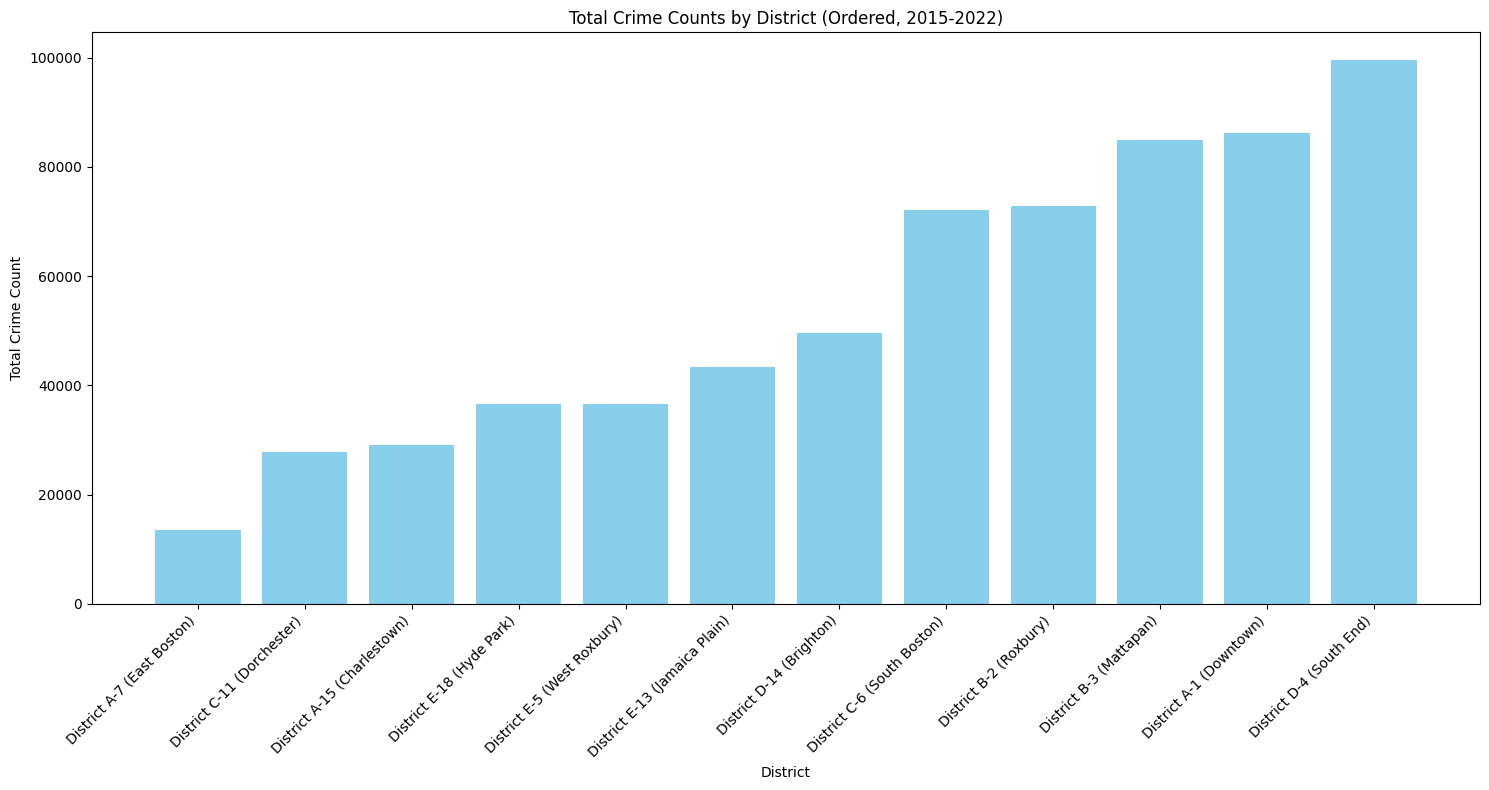 Total Crime Counts by District (Ordered, 2015-2022)
Total Crime Count
100000
80000
60000
40000
20000
0
District A-7 (East Boston)
District C-11 (Dorchester)
District A-15 (Charlestown)
District E-18 (Hyde Park)
District E-5 (West Roxbury)
District E-13 (Jamaica Plain)
District D-14 (Brighton)
District C-6 (South Boston)
District B-2 (Roxbury)
District B-3 (Mattapan)
District A-1 (Downtown)
District D-4 (South End)
District